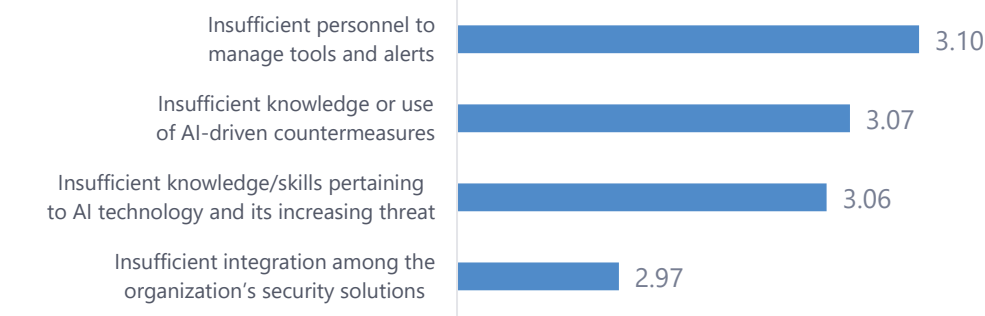 Insufficient personnel to
manage tools and alerts
3.10
Insufficient knowledge or use
of AI-driven countermeasures
3.07
Insufficient knowledge/skills pertaining
to AI technology and its increasing threat
3.06
Insufficient integration among the
organization’s security solutions
2.97